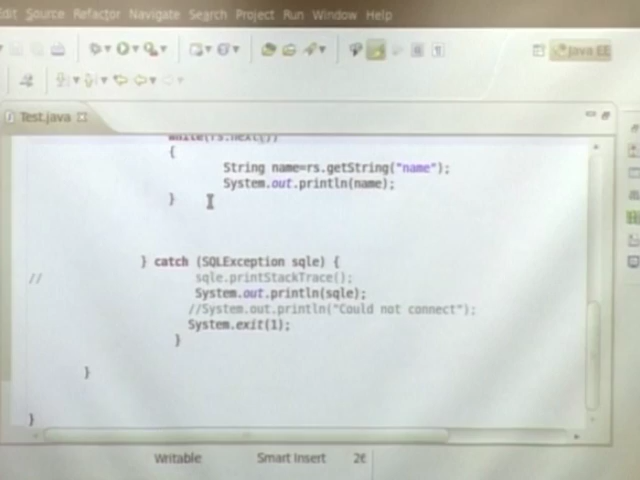 Edit Source Refactor Navigate Search Project Run Window Help
Java EE
Test.java
while(rs.next())
{
String name=rs.getString("name");
System.out.println(name);
}
} catch (SQLException sqle) {
// sqle.printStackTrace();
System.out.println(sqle);
//System.out.println("Could not connect");
System.exit(1);
}
}
}
Writable Smart Insert 26